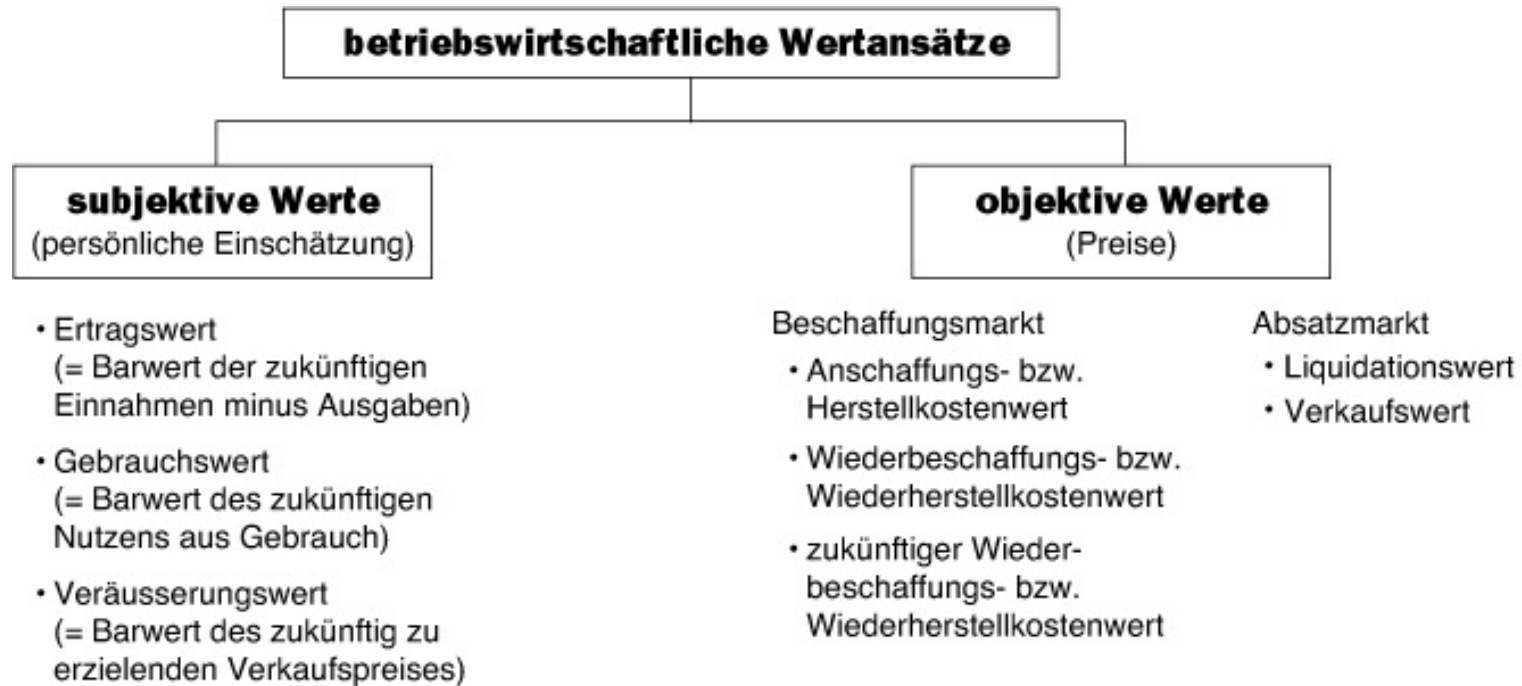 betriebswirtschaftliche Wertansätze
subjektive Werte
(persönliche Einschätzung)
• Ertragswert
(= Barwert der zukünftigen
Einnahmen minus Ausgaben)
• Gebrauchswert
(= Barwert des zukünftigen
Nutzens aus Gebrauch)
• Veräusserungswert
(= Barwert des zukünftig zu
erzielenden Verkaufspreises)
objektive Werte
(Preise)
Beschaffungsmarkt
• Anschaffungs- bzw.
Herstellkostenwert
• Wiederbeschaffungs- bzw.
Wiederherstellkostenwert
• zukünftiger Wieder-
beschaffungs- bzw.
Wiederherstellkostenwert
Absatzmarkt
• Liquidationswert
• Verkaufswert